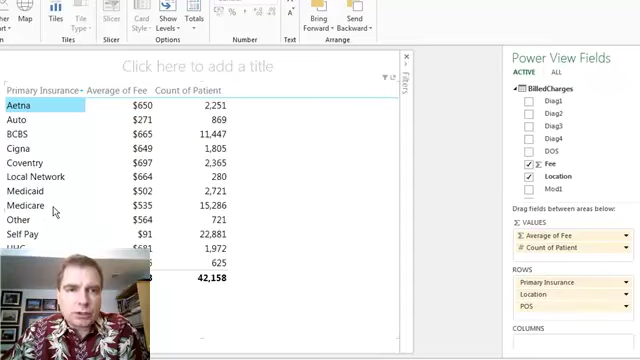 Map
Tiles
Tile
Type
Slicer
Card
Style
Show
Levels
Totals
Bring
Forward
Send
Backward
Tiles
Slicer
Options
Number
Text
Arrange
Click here to add a title
Filters
Primary Insurance Average of Fee Count of Patient
Aetna $650 2,251
Auto $271 869
BCBS $665 11,447
Cigna $649 1,805
Coventry $697 2,365
Local Network $664 280
Medicaid $502 2,721
Medicare $535 15,286
Other $564 721
Self Pay $91 22,881
UHC $681 1,972
625
42,158
Power View Fields
ACTIVE ALL
BilledCharges
Diag1
Diag2
Diag3
Diag4
DOS
Σ Fee
Location
Mod1
Drag fields between areas below:
Σ VALUES
Σ Average of Fee
# Count of Patient
ROWS
Primary Insurance
Location
POS
COLUMNS